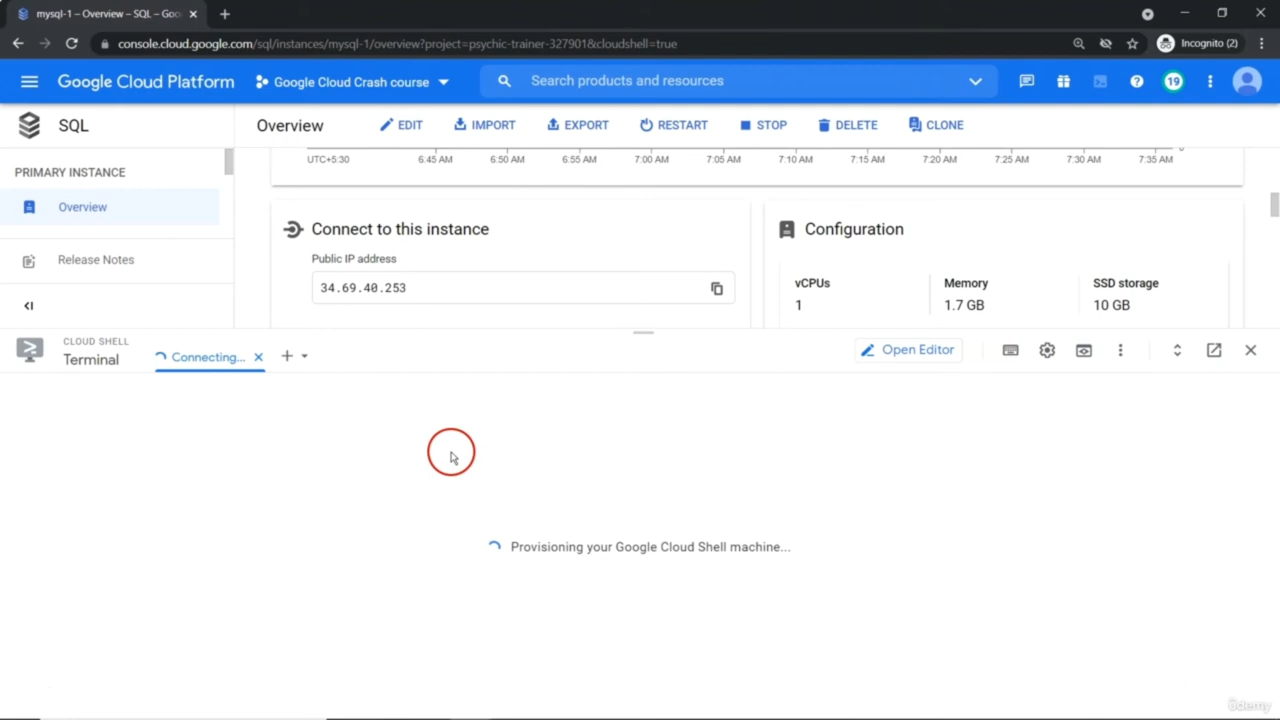 mysql-1 – Overview – SQL – Goo
console.cloud.google.com/sql/instances/mysql-1/overview?project=psychic-trainer-327901&cloudshell=true
Incognito (2)
Google Cloud Platform
Google Cloud Crash course
Search products and resources
19
SQL
Overview
EDIT
IMPORT
EXPORT
RESTART
STOP
DELETE
CLONE
UTC+5:30 6:45 AM 6:50 AM 6:55 AM 7:00 AM 7:05 AM 7:10 AM 7:15 AM 7:20 AM 7:25 AM 7:30 AM 7:35 AM
PRIMARY INSTANCE
Overview
Release Notes
Connect to this instance
Public IP address
34.69.40.253
Configuration
vCPUs Memory SSD storage
1 1.7 GB 10 GB
CLOUD SHELL
Terminal
Connecting...
Open Editor
Provisioning your Google Cloud Shell machine...
ûdemy